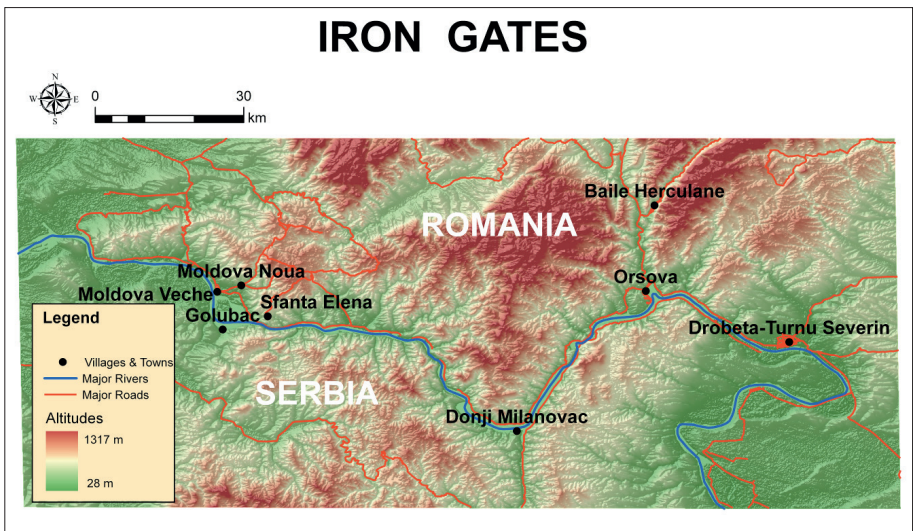 IRON GATES
N
W E
S
0 30
km
Baile Herculane
ROMANIA
Moldova Noua
Orsova
Moldova Veche
Sfanta Elena
Golubac
Drobeta-Turnu Severin
SERBIA
Donji Milanovac
Legend
Villages & Towns
Major Rivers
Major Roads
Altitudes
1317 m
28 m